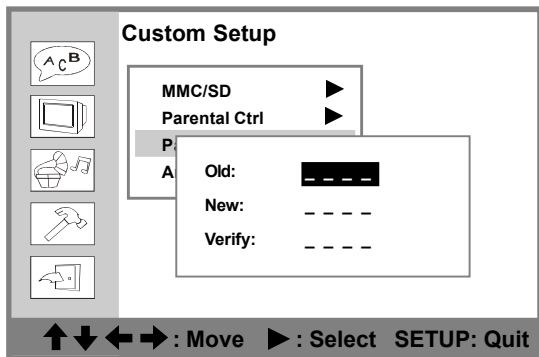 Custom Setup
A C B
MMC/SD ▶
Parental Ctrl ▶
Old: _ _ _ _
New: _ _ _ _
Verify: _ _ _ _
: Move ▶ : Select SETUP: Quit